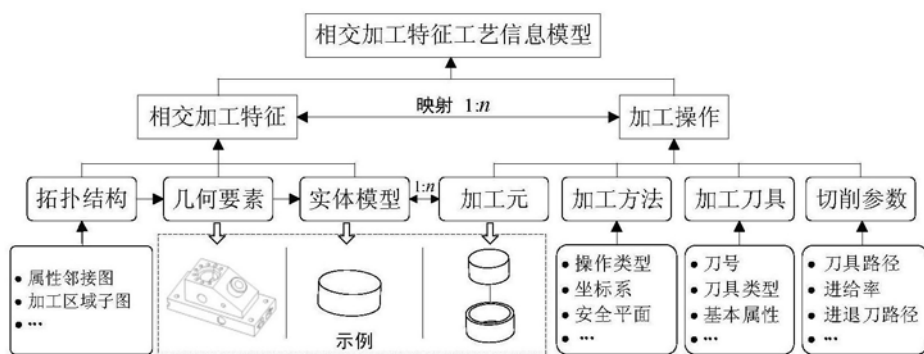 相交加工特征工艺信息模型
相交加工特征
映射 1:n
加工操作
拓扑结构
几何要素
实体模型
1:n
加工元
加工方法
加工刀具
切削参数
• 属性邻接图
• 加工区域子图
• ...
示例
• 操作类型
• 坐标系
• 安全平面
• ...
• 刀号
• 刀具类型
• 基本属性
• ...
• 刀具路径
• 进给率
• 进退刀路径
• ...